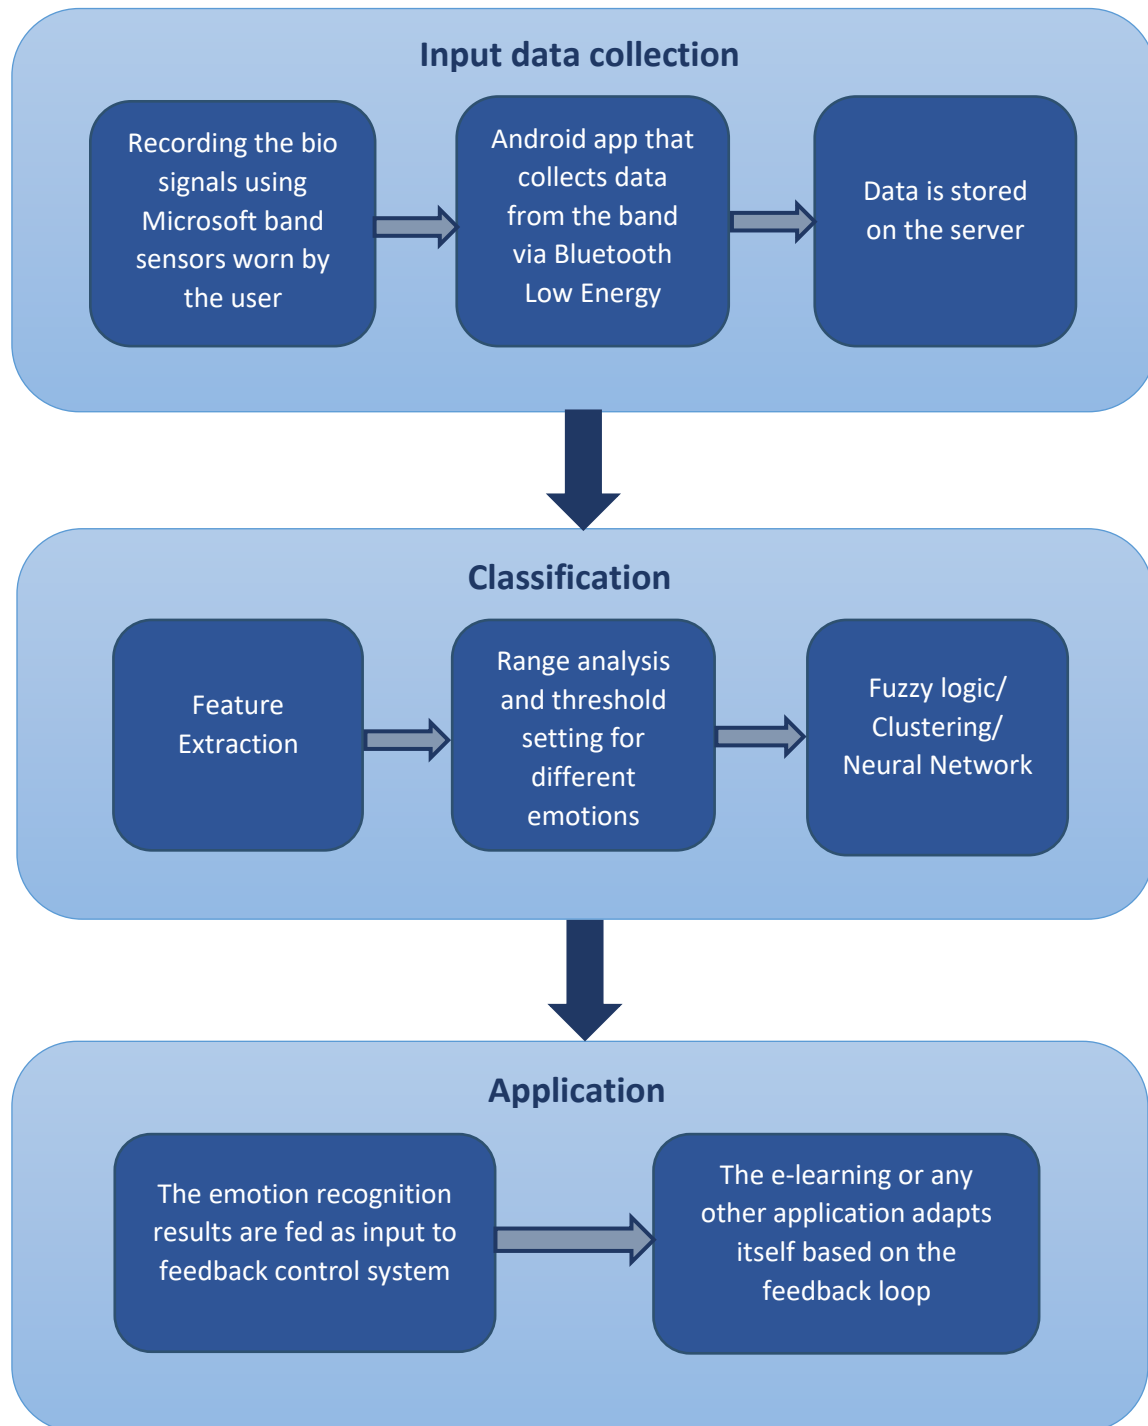 Input data collection
Recording the bio
signals using
Microsoft band
sensors worn by
the user
Android app that
collects data
from the band
via Bluetooth
Low Energy
Data is stored
on the server
Classification
Feature
Extraction
Range analysis
and threshold
setting for
different
emotions
Fuzzy logic/
Clustering/
Neural Network
Application
The emotion recognition
results are fed as input to
feedback control system
The e-learning or any
other application adapts
itself based on the
feedback loop